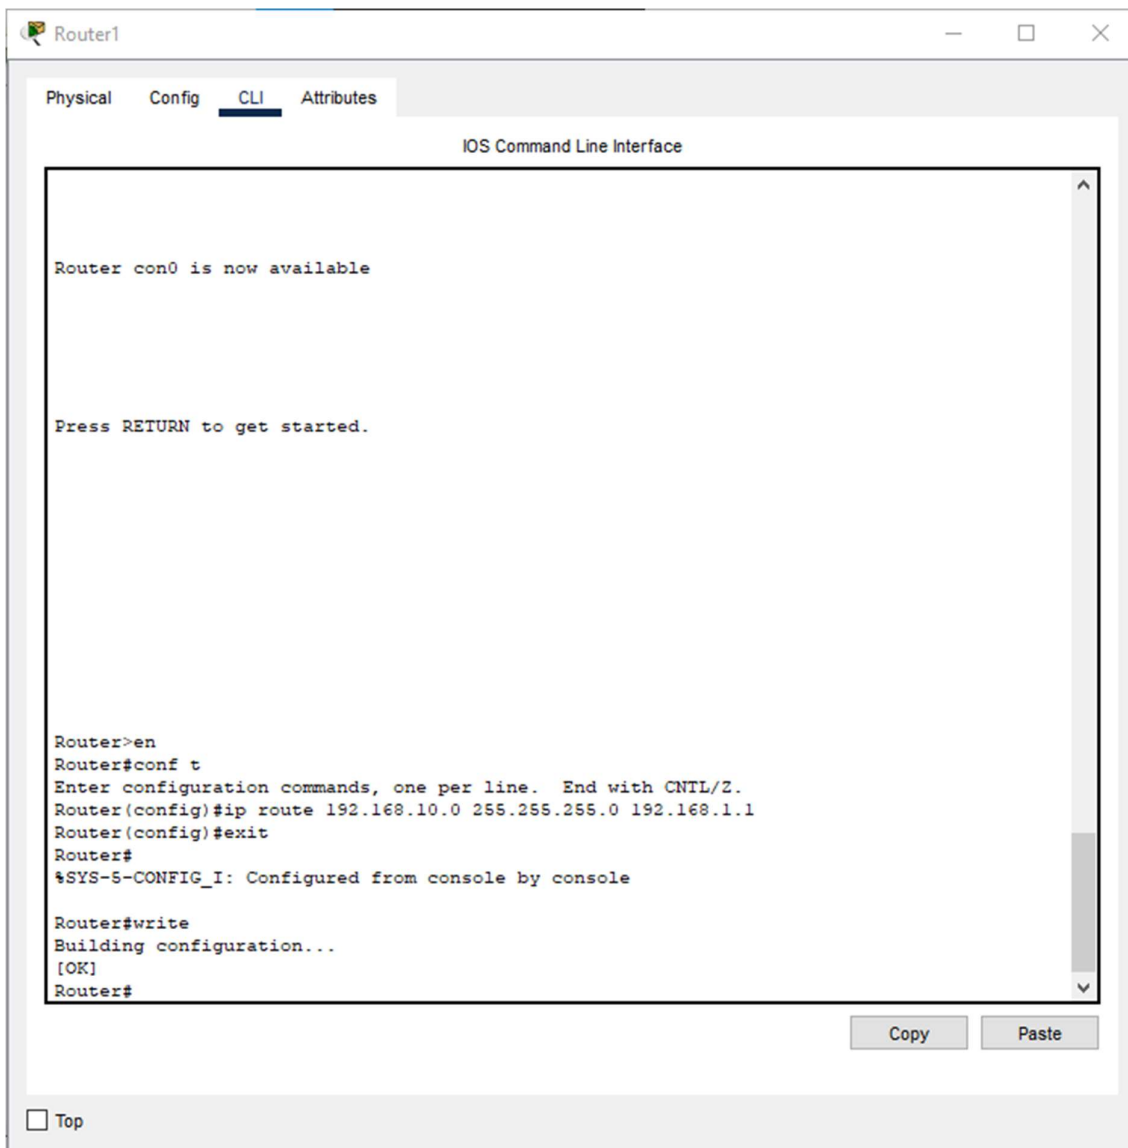 Router1
Physical Config CLI Attributes
IOS Command Line Interface
Router con0 is now available
Press RETURN to get started.
Router>en
Router#conf t
Enter configuration commands, one per line.  End with CNTL/Z.
Router(config)#ip route 192.168.10.0 255.255.255.0 192.168.1.1
Router(config)#exit
Router#
%SYS-5-CONFIG_I: Configured from console by console
Router#write
Building configuration...
[OK]
Router#
Copy Paste
Top